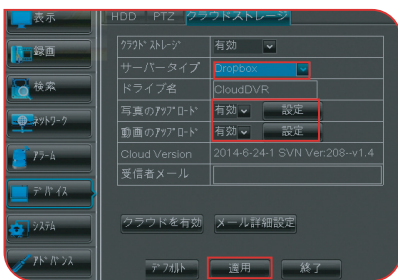 表示
録画
検索
ネットワーク
アラーム
デバイス
システム
アドバンス
HDD PTZ クラウドストレージ
クラウド ストレージ 有効
サーバータイプ Dropbox
ドライブ名 CloudDVR
写真のアップロード 有効 設定
動画のアップロード 有効 設定
Cloud Version 2014-6-24-1 SVN Ver:208--v1.4
受信者メール
クラウドを有効 メール詳細設定
デフォルト 適用 終了